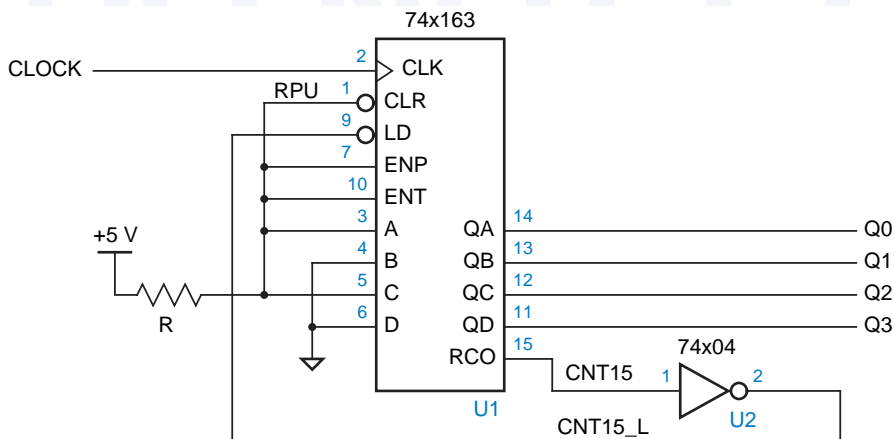 74x163
2
CLOCK
CLK
RPU
1
CLR
9
LD
7
ENP
10
ENT
3
A
QA
14
Q0
+5 V
4
B
QB
13
Q1
5
C
QC
12
Q2
R
6
D
QD
11
Q3
RCO
15
74x04
CNT15
1
2
U1
CNT15_L
U2